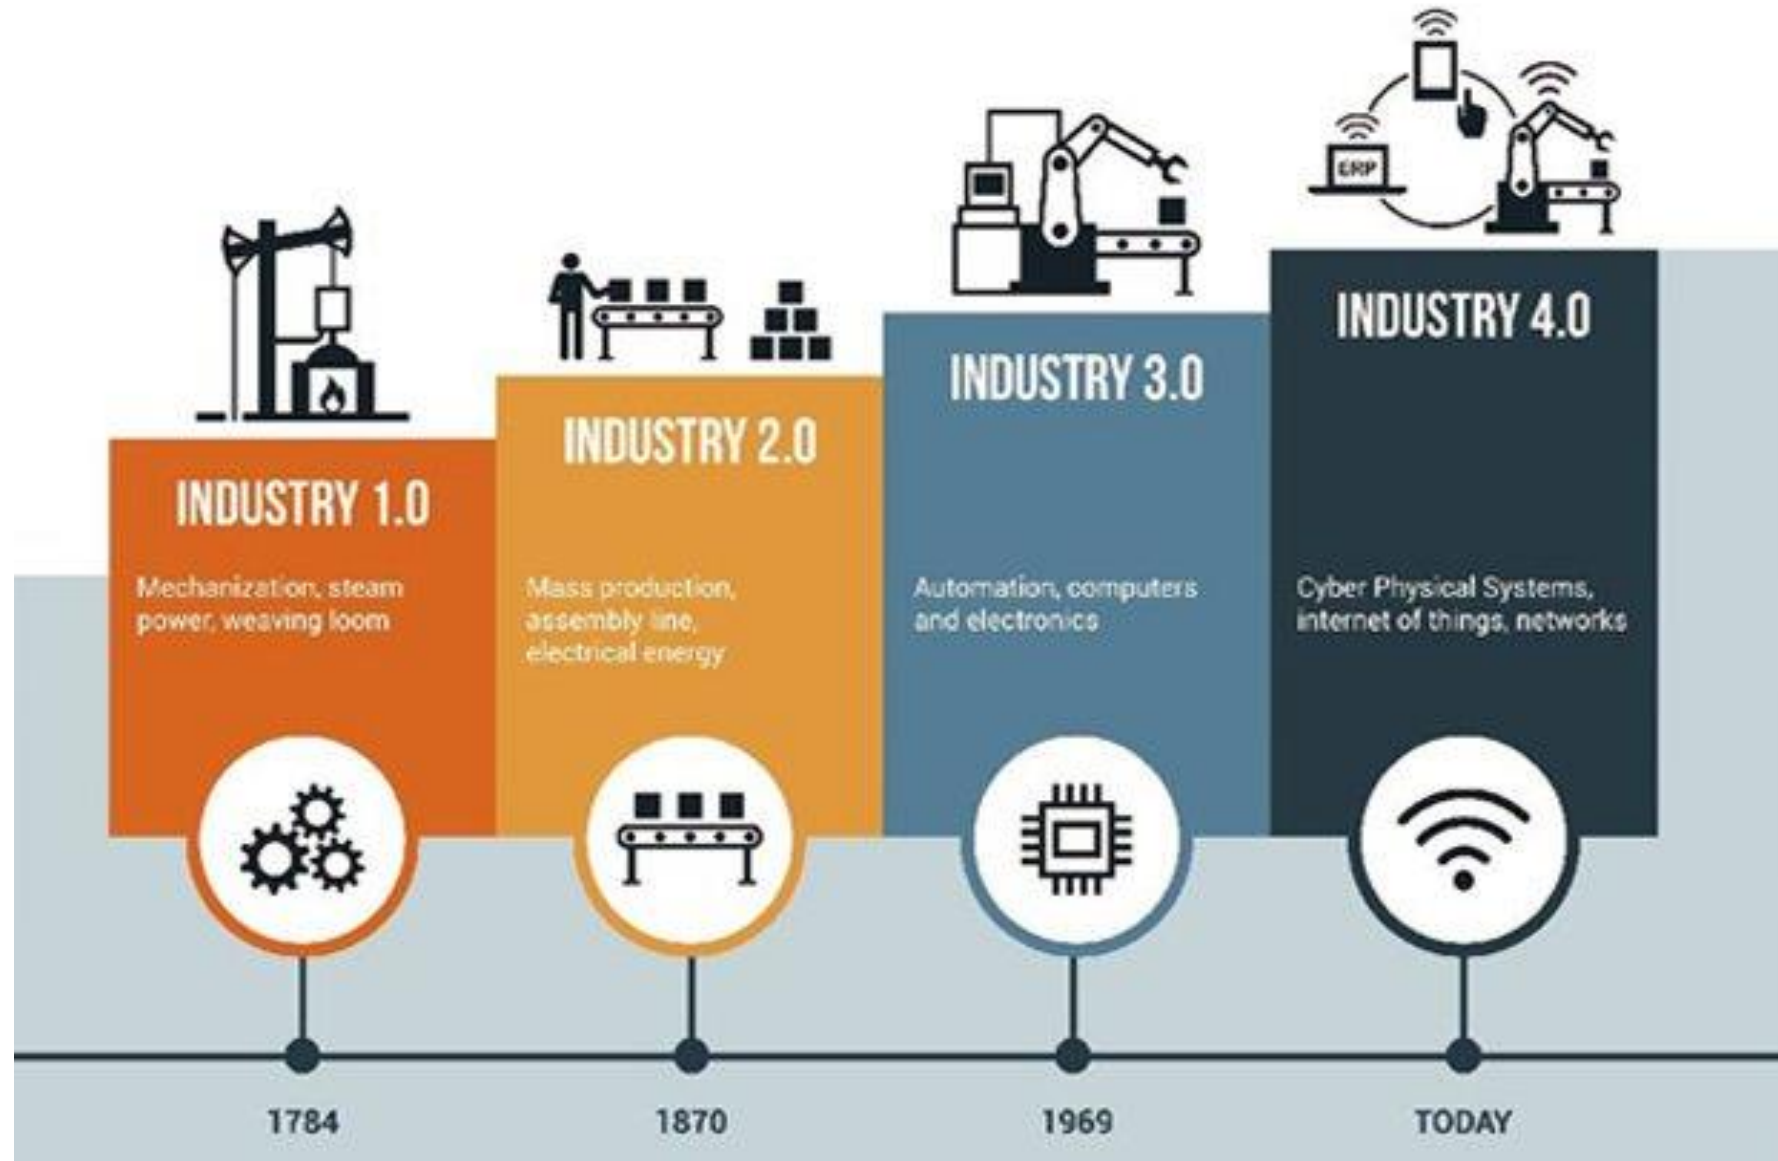 ERP
INDUSTRY 1.0
Mechanization, steam
power, weaving loom
INDUSTRY 2.0
Mass production,
assembly line,
electrical energy
INDUSTRY 3.0
Automation, computers
and electronics
INDUSTRY 4.0
Cyber Physical Systems,
internet of things, networks
1784
1870
1969
TODAY